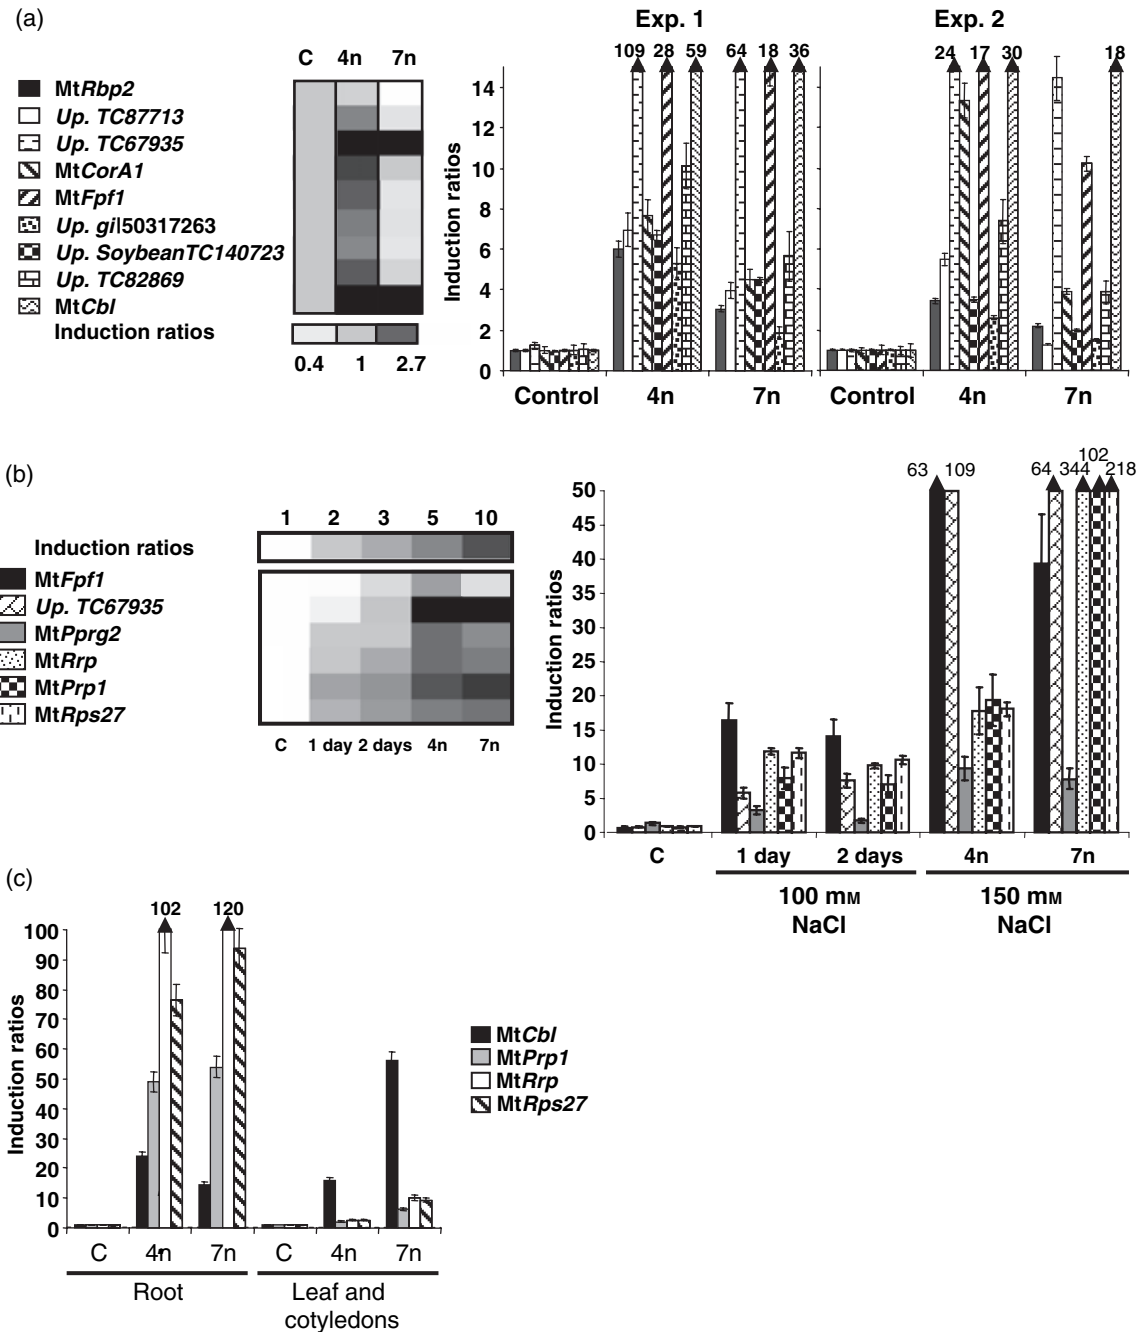 (a)
Exp. 1
Exp. 2
C 4n 7n
109 28 59 64 18 36
24 17 30 18
MtRbp2
Up. TC87713
Up. TC67935
MtCorA1
MtFpf1
Up. gil50317263
Up. SoybeanTC140723
Up. TC82869
MtCbl
Induction ratios
0.4 1 2.7
Induction ratios
14
12
10
8
6
4
2
0
Control 4n 7n
Control 4n 7n
(b)
1 2 3 5 10
Induction ratios
MtFpf1
Up. TC67935
MtPprg2
MtRrp
MtPrp1
MtRps27
C 1 day 2 days 4n 7n
63 109 64 344 102 218
Induction ratios
50
45
40
35
30
25
20
15
10
5
0
C 1 day 2 days 4n 7n
100 mM NaCl
150 mM NaCl
(c)
102 120
Induction ratios
100
90
80
70
60
50
40
30
20
10
0
C 4n 7n C 4n 7n
Root
Leaf and
cotyledons
MtCbl
MtPrp1
MtRrp
MtRps27